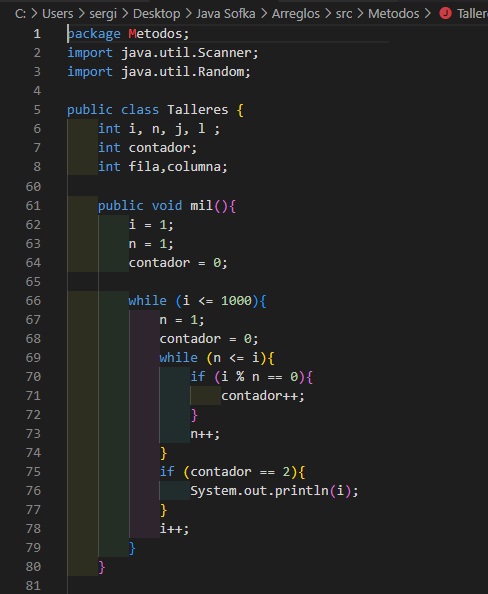 C: > Users > sergi > Desktop > Java Sofka > Arreglos > src > Metodos > Tallere
1 package Metodos;
2 import java.util.Scanner;
3 import java.util.Random;
4
5 public class Talleres {
6 int i, n, j, l ;
7 int contador;
8 int fila,columna;
60
61 public void mil(){
62 i = 1;
63 n = 1;
64 contador = 0;
65
66 while (i <= 1000){
67 n = 1;
68 contador = 0;
69 while (n <= i){
70 if (i % n == 0){
71 contador++;
72 }
73 n++;
74 }
75 if (contador == 2){
76 System.out.println(i);
77 }
78 i++;
79 }
80 }
81